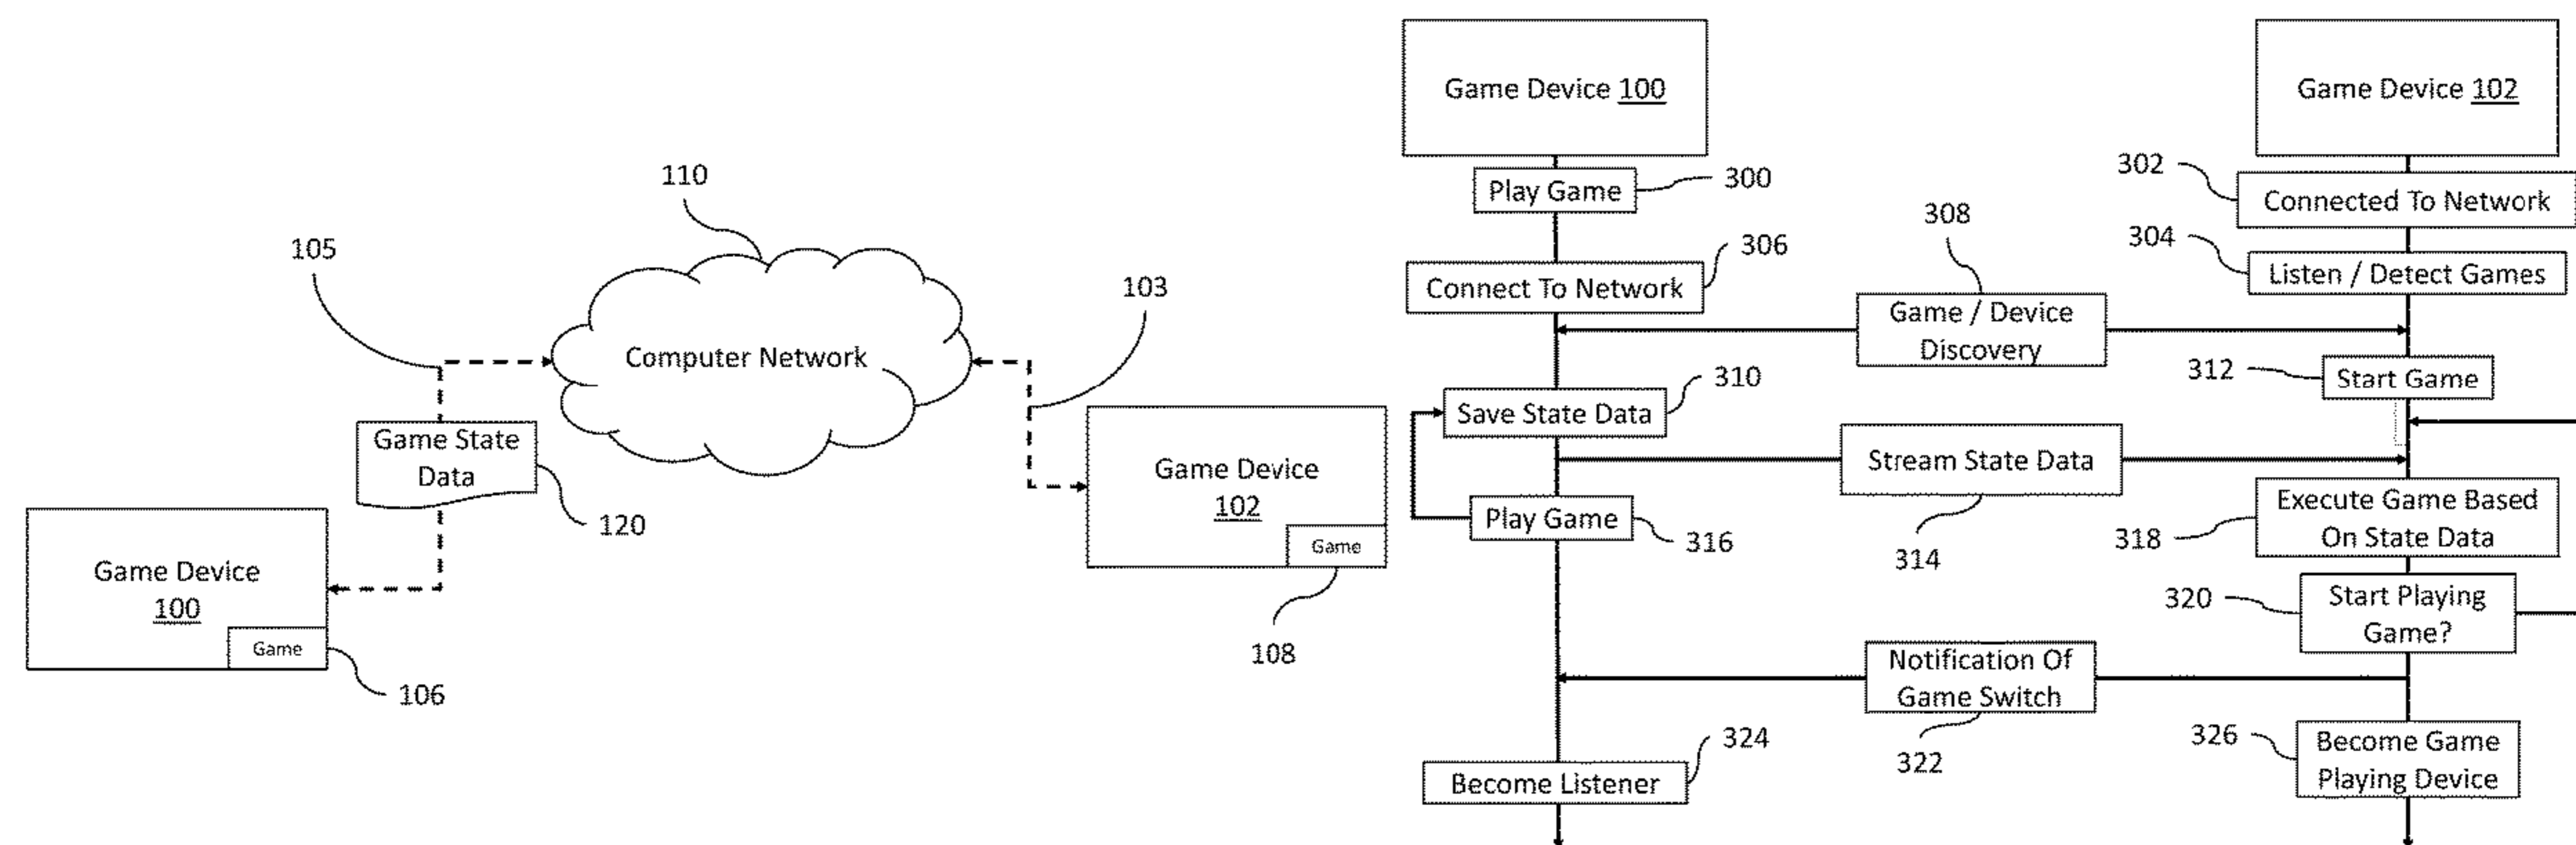 110
105
Computer Network
103
Game State
Data
120
Game Device
100
Game
106
Game Device
102
Game
108
Game Device 100
Game Device 102
Play Game
300
302
Connected To Network
308
304
Listen / Detect Games
Connect To Network
306
Game / Device
Discovery
312
Start Game
Save State Data
310
Stream State Data
314
Play Game
316
Execute Game Based
On State Data
318
320
Start Playing
Game?
Notification Of
Game Switch
322
Become Listener
324
326
Become Game
Playing Device